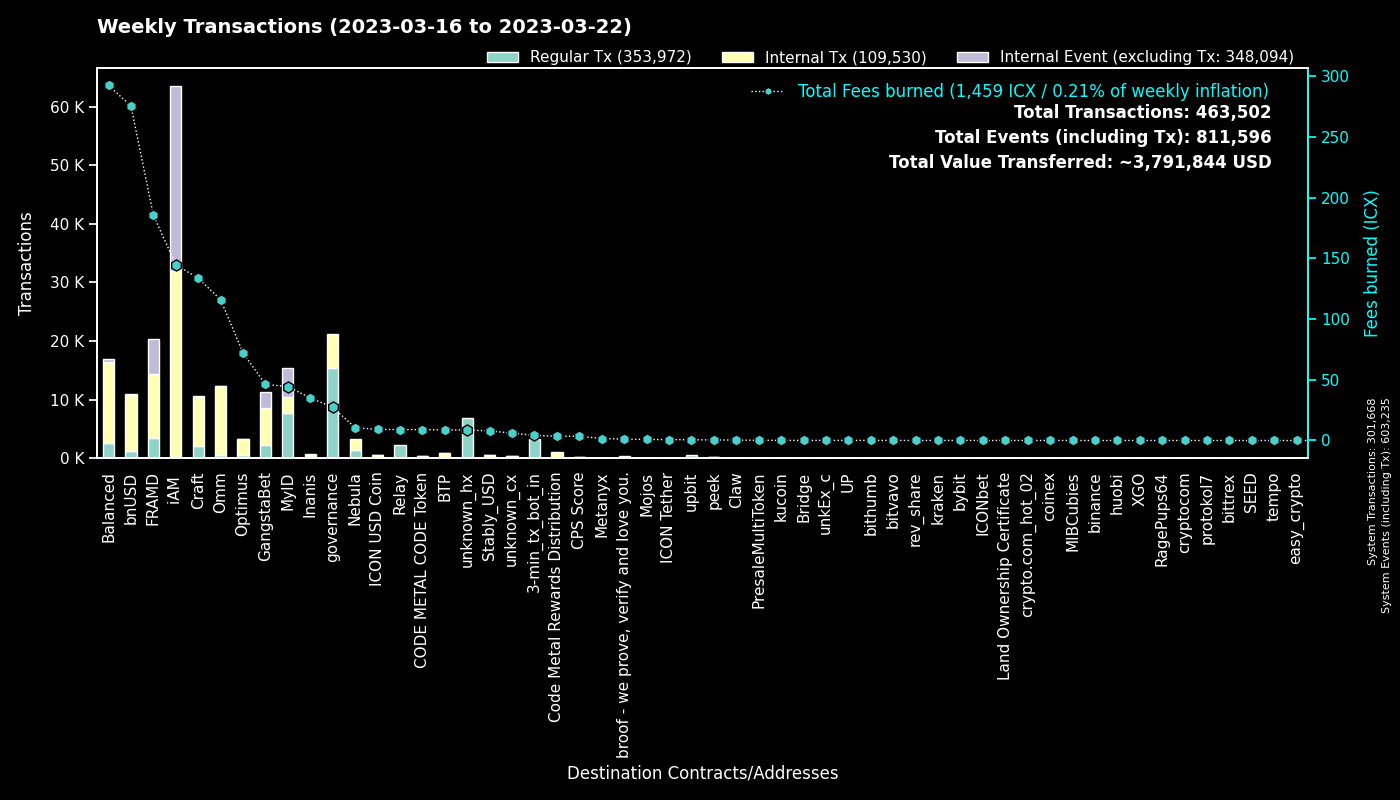 Weekly Transactions (2023-03-16 to 2023-03-22)
Regular Tx (353,972)
Internal Tx (109,530)
Internal Event (excluding Tx: 348,094)
Total Fees burned (1,459 ICX / 0.21% of weekly inflation)
Total Transactions: 463,502
Total Events (including Tx): 811,596
Total Value Transferred: ~3,791,844 USD
Transactions
60 K
50 K
40 K
30 K
20 K
10 K
0 K
300
250
200
150
100
50
0
Fees burned (ICX)
System Transactions: 301,668
System Events (including Tx): 603,235
Balanced
bnUSD
FRAMD
iAM
Craft
Omm
Optimus
GangstaBet
MyID
Inanis
governance
Nebula
ICON USD Coin
Relay
CODE METAL CODE Token
BTP
unknown_hx
Stably_USD
unknown_cx
3-min_tx_bot_in
Code Metal Rewards Distribution
CPS Score
Metanyx
broof - we prove, verify and love you.
Mojos
ICON Tether
upbit
peek
Claw
PresaleMultiToken
kucoin
Bridge
unkEx_c
UP
bithumb
bitvavo
rev_share
kraken
bybit
ICONbet
Land Ownership Certificate
crypto.com_hot_02
coinex
MIBCubies
binance
huobi
XGO
RagePups64
cryptocom
protokol7
bittrex
SEED
tempo
easy_crypto
Destination Contracts/Addresses